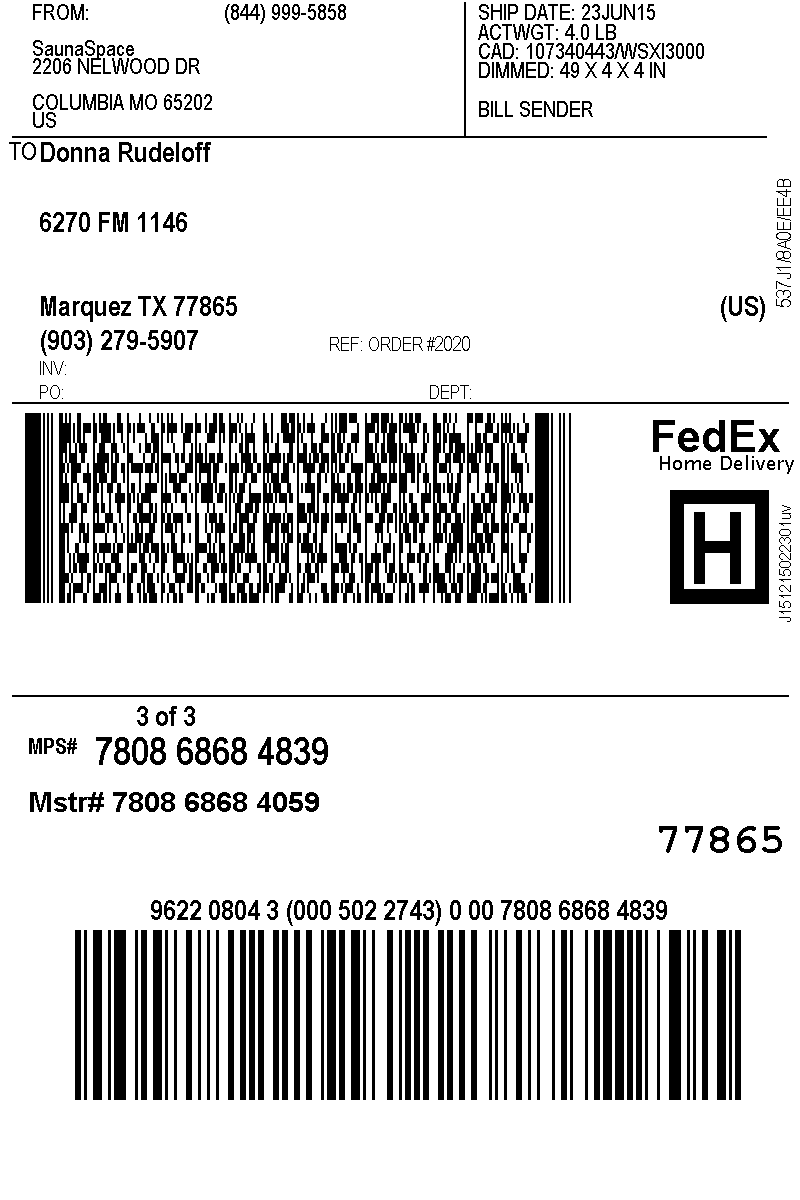 FROM: (844) 999-5858
SaunaSpace
2206 NELWOOD DR
COLUMBIA MO 65202
US
SHIP DATE: 23JUN15
ACTWGT: 4.0 LB
CAD: 107340443/WSXI3000
DIMMED: 49 X 4 X 4 IN
BILL SENDER
TO Donna Rudeloff
6270 FM 1146
Marquez TX 77865 (US)
(903) 279-5907 REF: ORDER #2020
INV:
PO: DEPT:
537J1/8A0E/EE4B
FedEx
Home Delivery
H
J151215022301uv
3 of 3
MPS# 7808 6868 4839
Mstr# 7808 6868 4059
77865
9622 0804 3 (000 502 2743) 0 00 7808 6868 4839